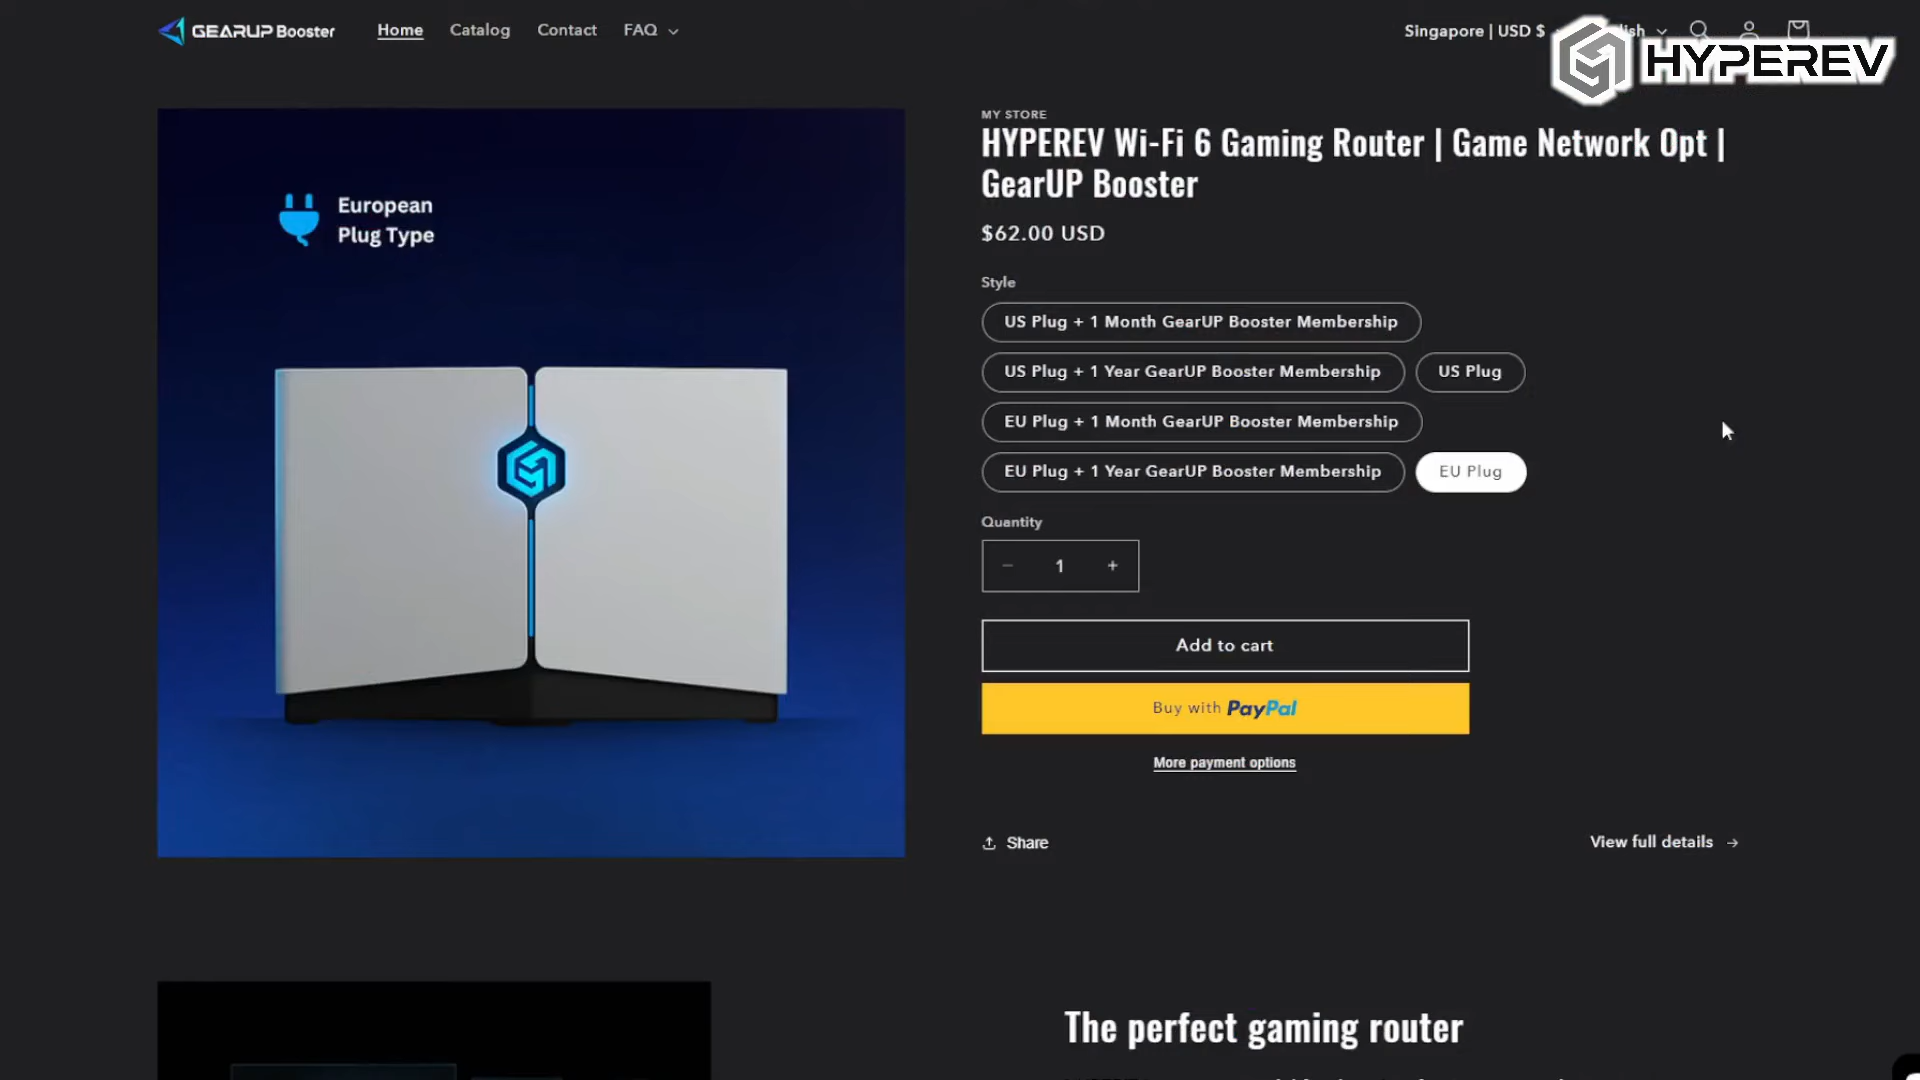 GEARUP Booster
Home
Catalog
Contact
FAQ
Singapore | USD $
lish
HYPEREV
European
Plug Type
MY STORE
HYPEREV Wi-Fi 6 Gaming Router | Game Network Opt |
GearUP Booster
$62.00 USD
Style
US Plug + 1 Month GearUP Booster Membership
US Plug + 1 Year GearUP Booster Membership
US Plug
EU Plug + 1 Month GearUP Booster Membership
EU Plug + 1 Year GearUP Booster Membership
EU Plug
Quantity
− 1 +
Add to cart
Buy with PayPal
More payment options
Share
View full details →
The perfect gaming router